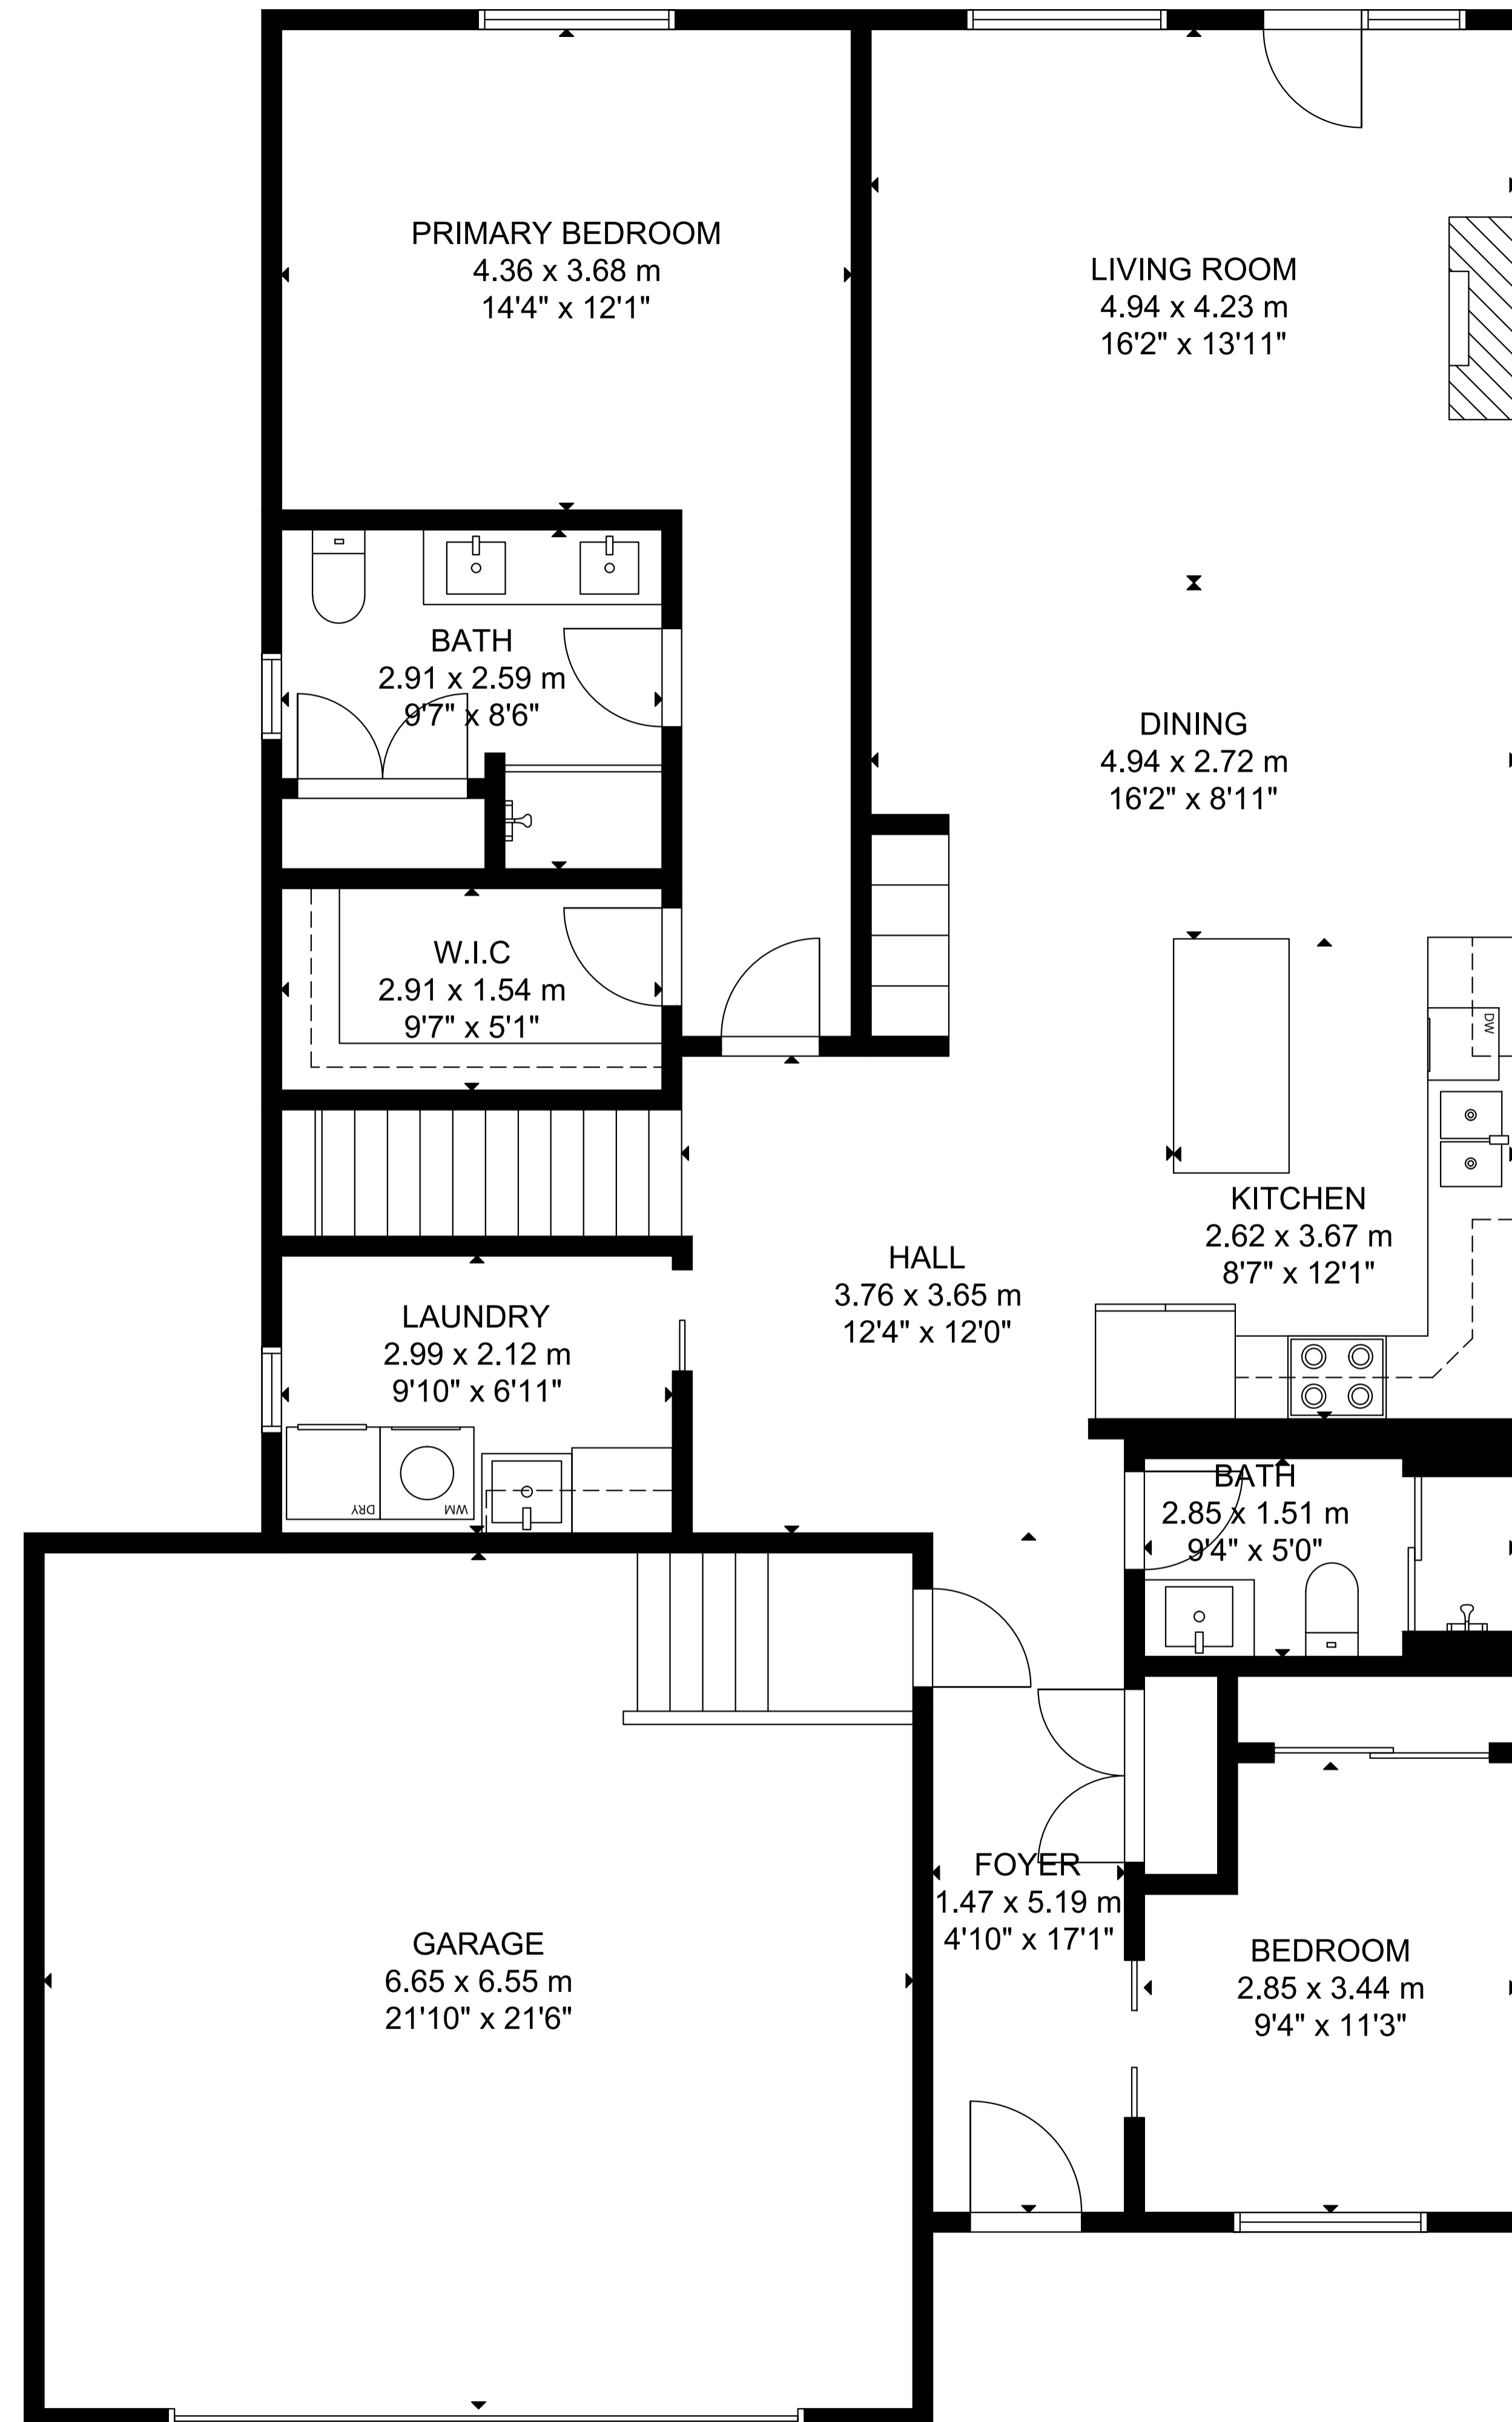 PRIMARY BEDROOM
4.36 x 3.68 m
14'4" x 12'1"
LIVING ROOM
4.94 x 4.23 m
16'2" x 13'11"
BATH
2.91 x 2.59 m
9'7" x 8'6"
DINING
4.94 x 2.72 m
16'2" x 8'11"
W.I.C
2.91 x 1.54 m
9'7" x 5'1"
DW
KITCHEN
2.62 x 3.67 m
8'7" x 12'1"
HALL
3.76 x 3.65 m
12'4" x 12'0"
LAUNDRY
2.99 x 2.12 m
9'10" x 6'11"
DRY
WM
BATH
2.85 x 1.51 m
9'4" x 5'0"
FOYER
1.47 x 5.19 m
4'10" x 17'1"
GARAGE
6.65 x 6.55 m
21'10" x 21'6"
BEDROOM
2.85 x 3.44 m
9'4" x 11'3"